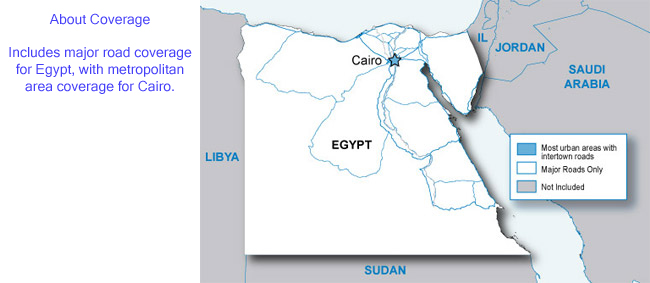 About Coverage
Includes major road coverage
for Egypt, with metropolitan
area coverage for Cairo.
Cairo
IL
JORDAN
SAUDI
ARABIA
EGYPT
LIBYA
Most urban areas with
intertown roads
Major Roads Only
Not Included
SUDAN